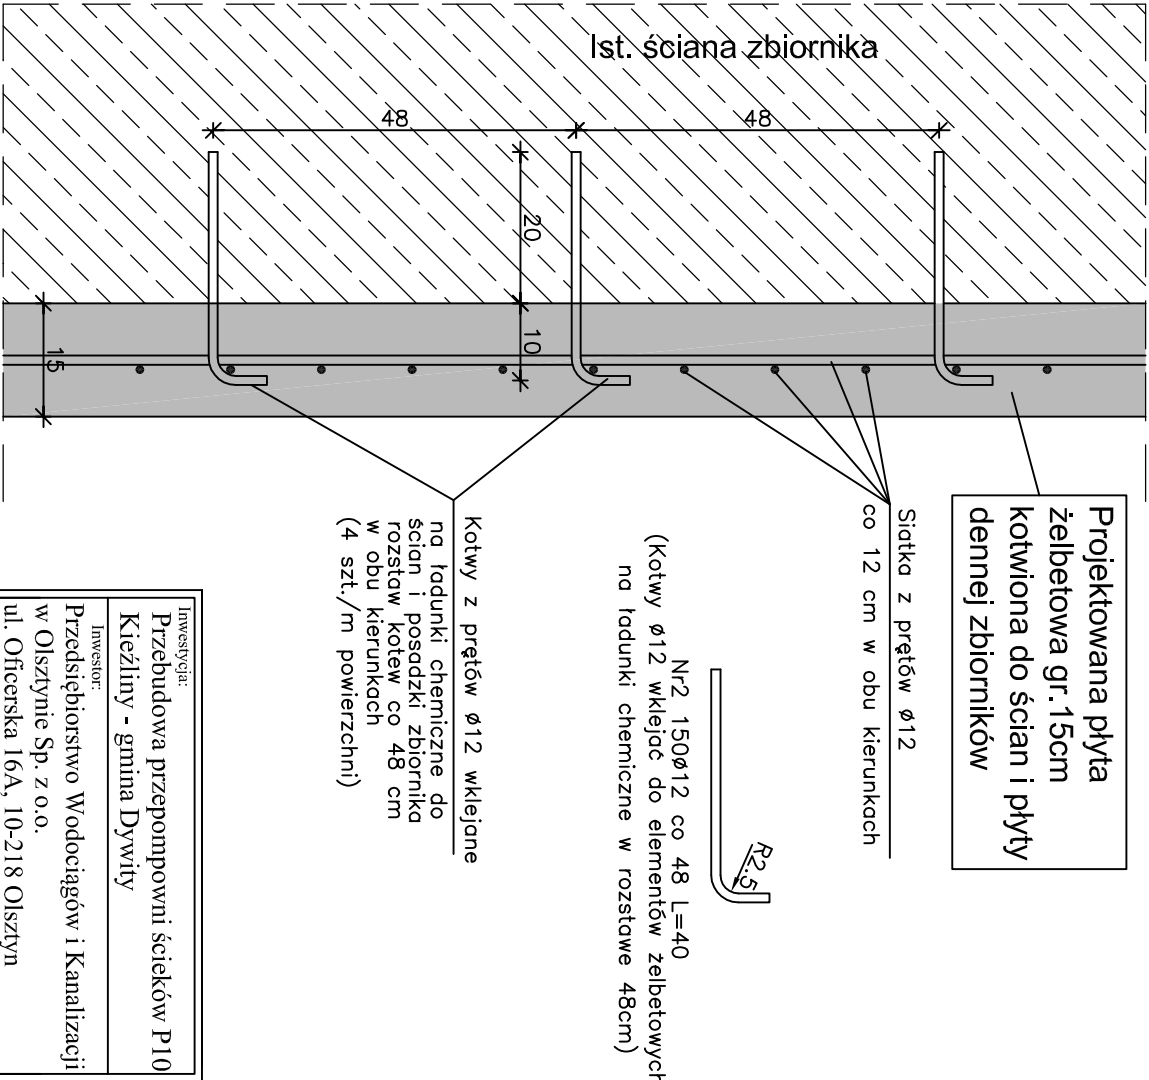 Ist. ściana zbiornika
48
48
20
10
15
Projektowana płyta
żelbetowa gr.15cm
kotwiona do ścian i płyty
dennej zbiorników
Siatka z prętów ø12
co 12 cm w obu kierunkach
R2.5
Nr2 150ø12 co 48 L=40
(Kotwy ø12 wklejać do elementów żelbetowych
na ładunki chemiczne w rozstawe 48cm)
Kotwy z prętów ø12 wklejane
na ładunki chemiczne do
ścian i posadzki zbiornika
rozstaw kotew co 48 cm
w obu kierunkach
(4 szt./m powierzchni)
Inwestycja:
Przebudowa przepompowni ścieków P10
Kieźliny - gmina Dywity
Inwestor:
Przedsiębiorstwo Wodociągów i Kanalizacji
w Olsztynie Sp. z o.o.
ul. Oficerska 16A, 10-218 Olsztyn